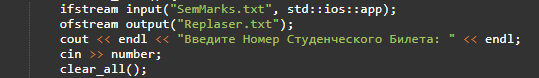 ifstream input("SemMarks.txt", std::ios::app);
ofstream output("Replaser.txt");
cout << endl << "Введите Номер Студенческого Билета: " << endl;
cin >> number;
clear_all();